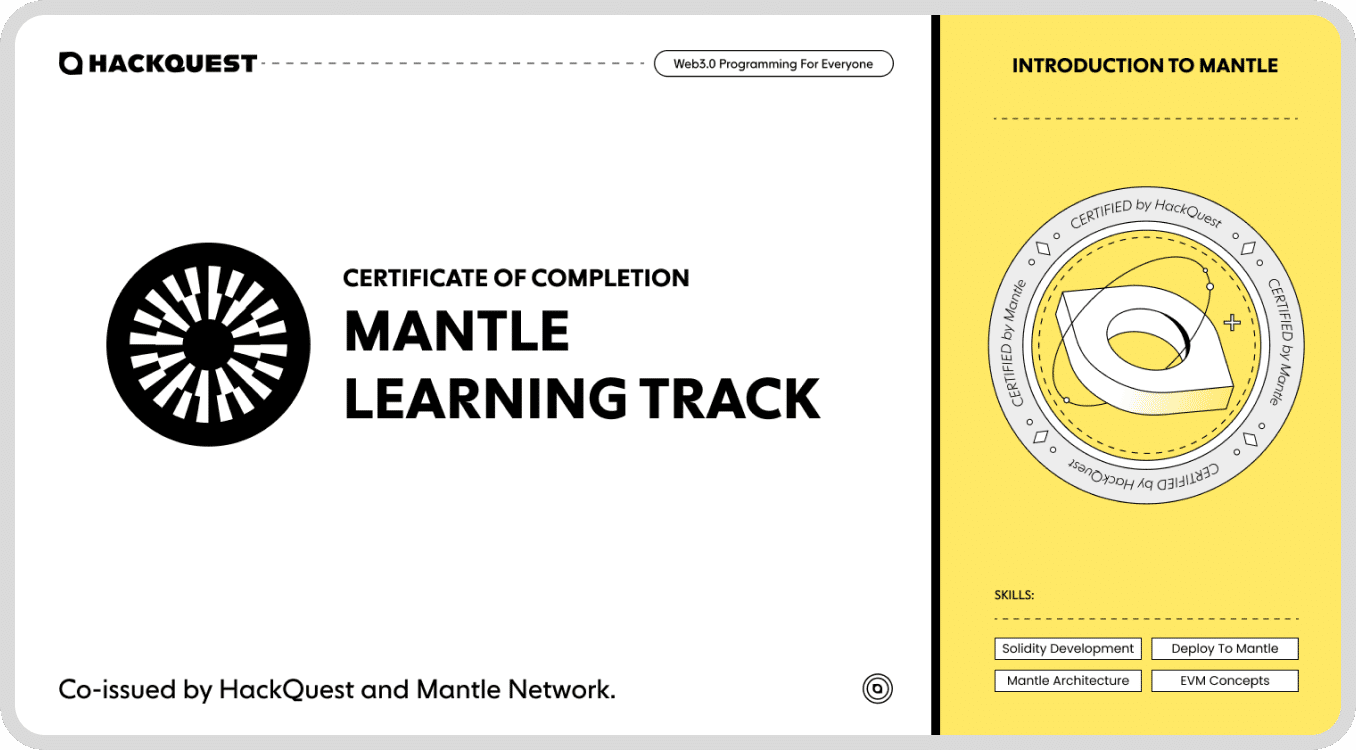 HACKQUEST
Web3.0 Programming For Everyone
CERTIFICATE OF COMPLETION
MANTLE
LEARNING TRACK
Co-issued by HackQuest and Mantle Network.
INTRODUCTION TO MANTLE
CERTIFIED by HackQuest
CERTIFIED by Mantle
CERTIFIED by HackQuest
CERTIFIED by Mantle
SKILLS:
Solidity Development
Deploy To Mantle
Mantle Architecture
EVM Concepts